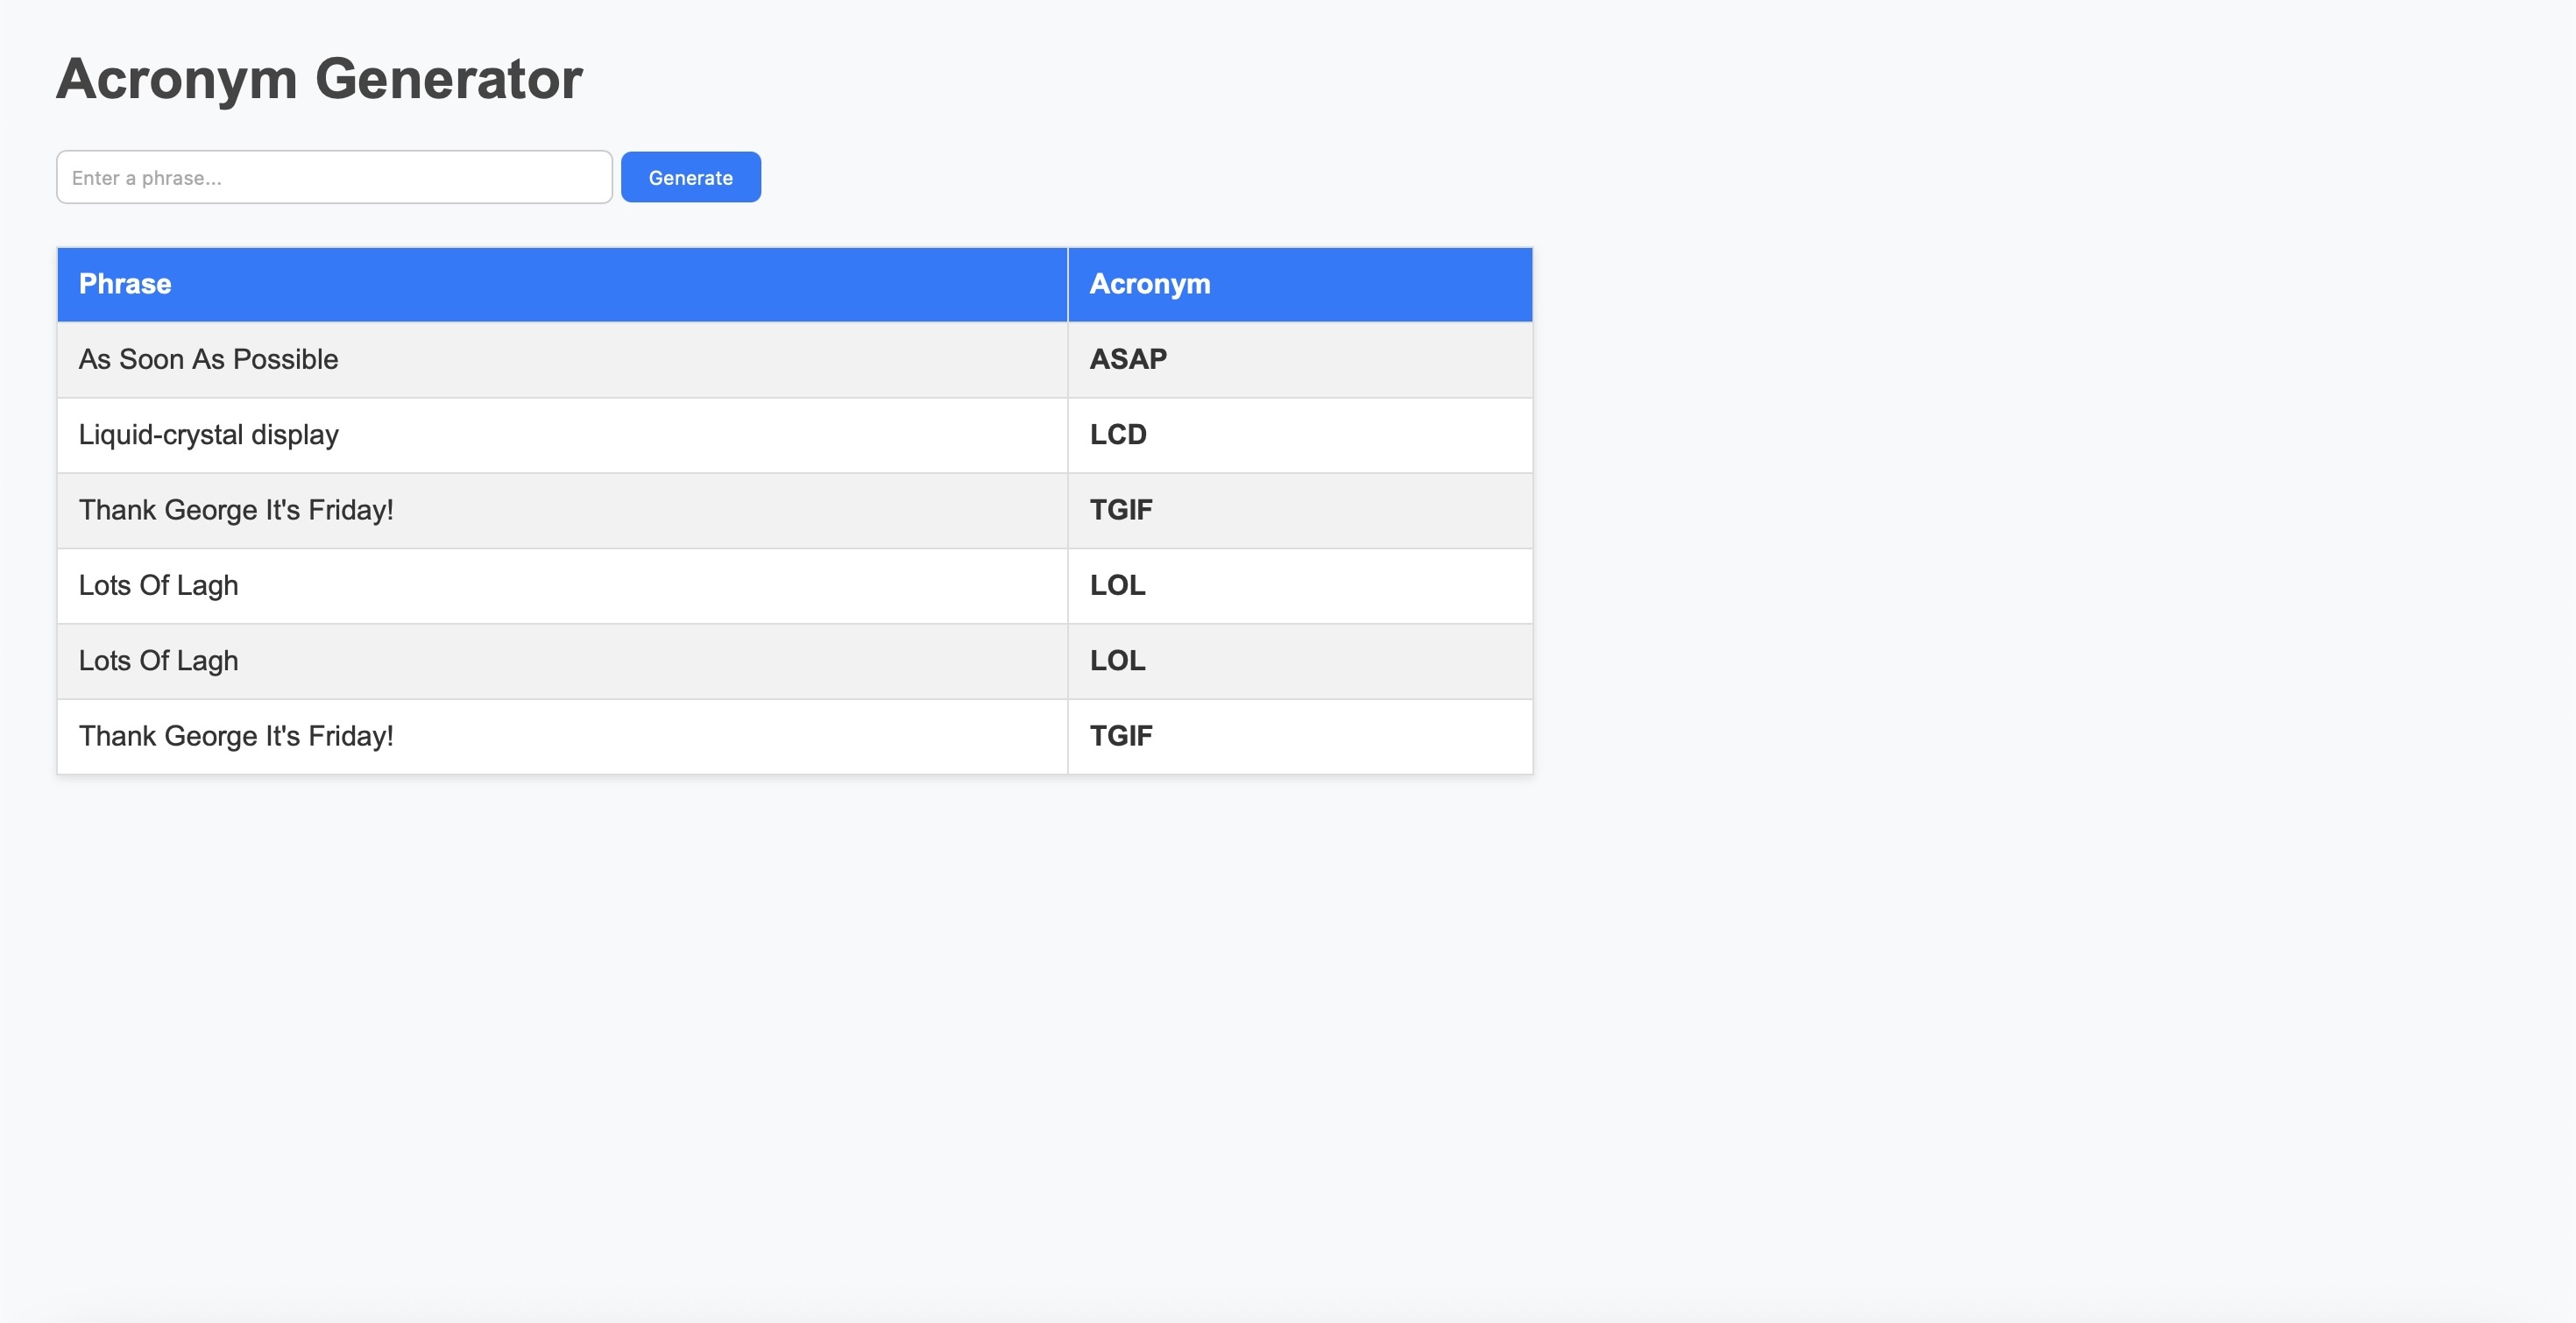 Acronym Generator
Enter a phrase...
Generate
Phrase Acronym
As Soon As Possible ASAP
Liquid-crystal display LCD
Thank George It's Friday! TGIF
Lots Of Lagh LOL
Lots Of Lagh LOL
Thank George It's Friday! TGIF